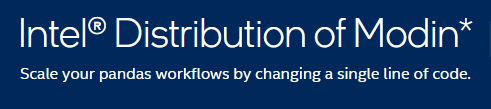 Intel® Distribution of Modin*
Scale your pandas workflows by changing a single line of code.